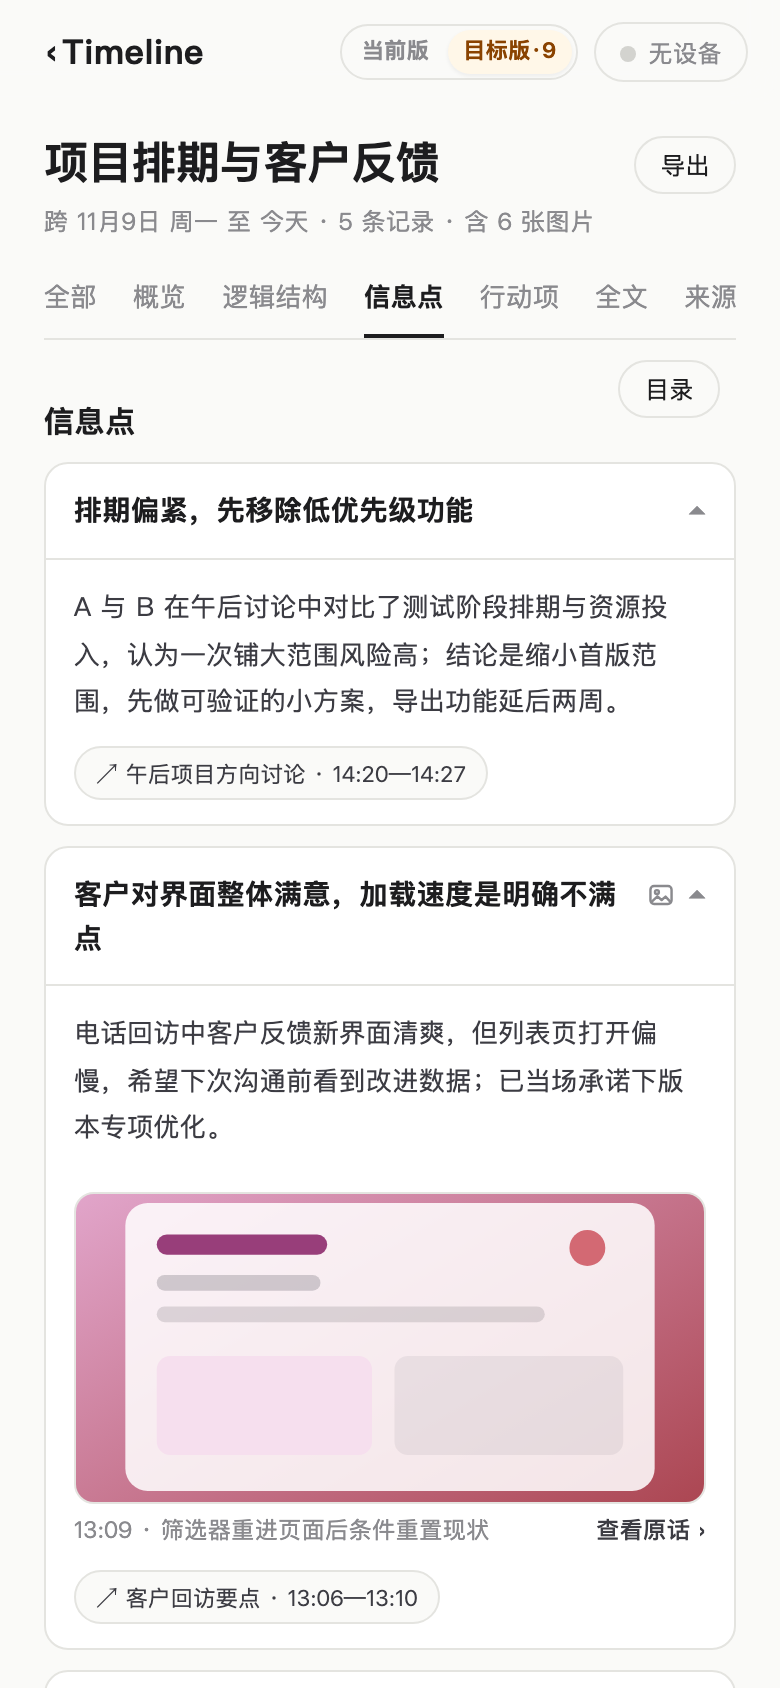 ‹ Timeline
当前版 目标版·9 无设备
项目排期与客户反馈
导出
跨 11月9日 周一 至 今天 · 5 条记录 · 含 6 张图片
全部 概览 逻辑结构 信息点 行动项 全文 来源
目录
信息点
排期偏紧，先移除低优先级功能
A 与 B 在午后讨论中对比了测试阶段排期与资源投
入，认为一次铺大范围风险高；结论是缩小首版范
围，先做可验证的小方案，导出功能延后两周。
↗ 午后项目方向讨论 · 14:20—14:27
客户对界面整体满意，加载速度是明确不满
点
电话回访中客户反馈新界面清爽，但列表页打开偏
慢，希望下次沟通前看到改进数据；已当场承诺下版
本专项优化。
13:09 · 筛选器重进页面后条件重置现状
查看原话 ›
↗ 客户回访要点 · 13:06—13:10